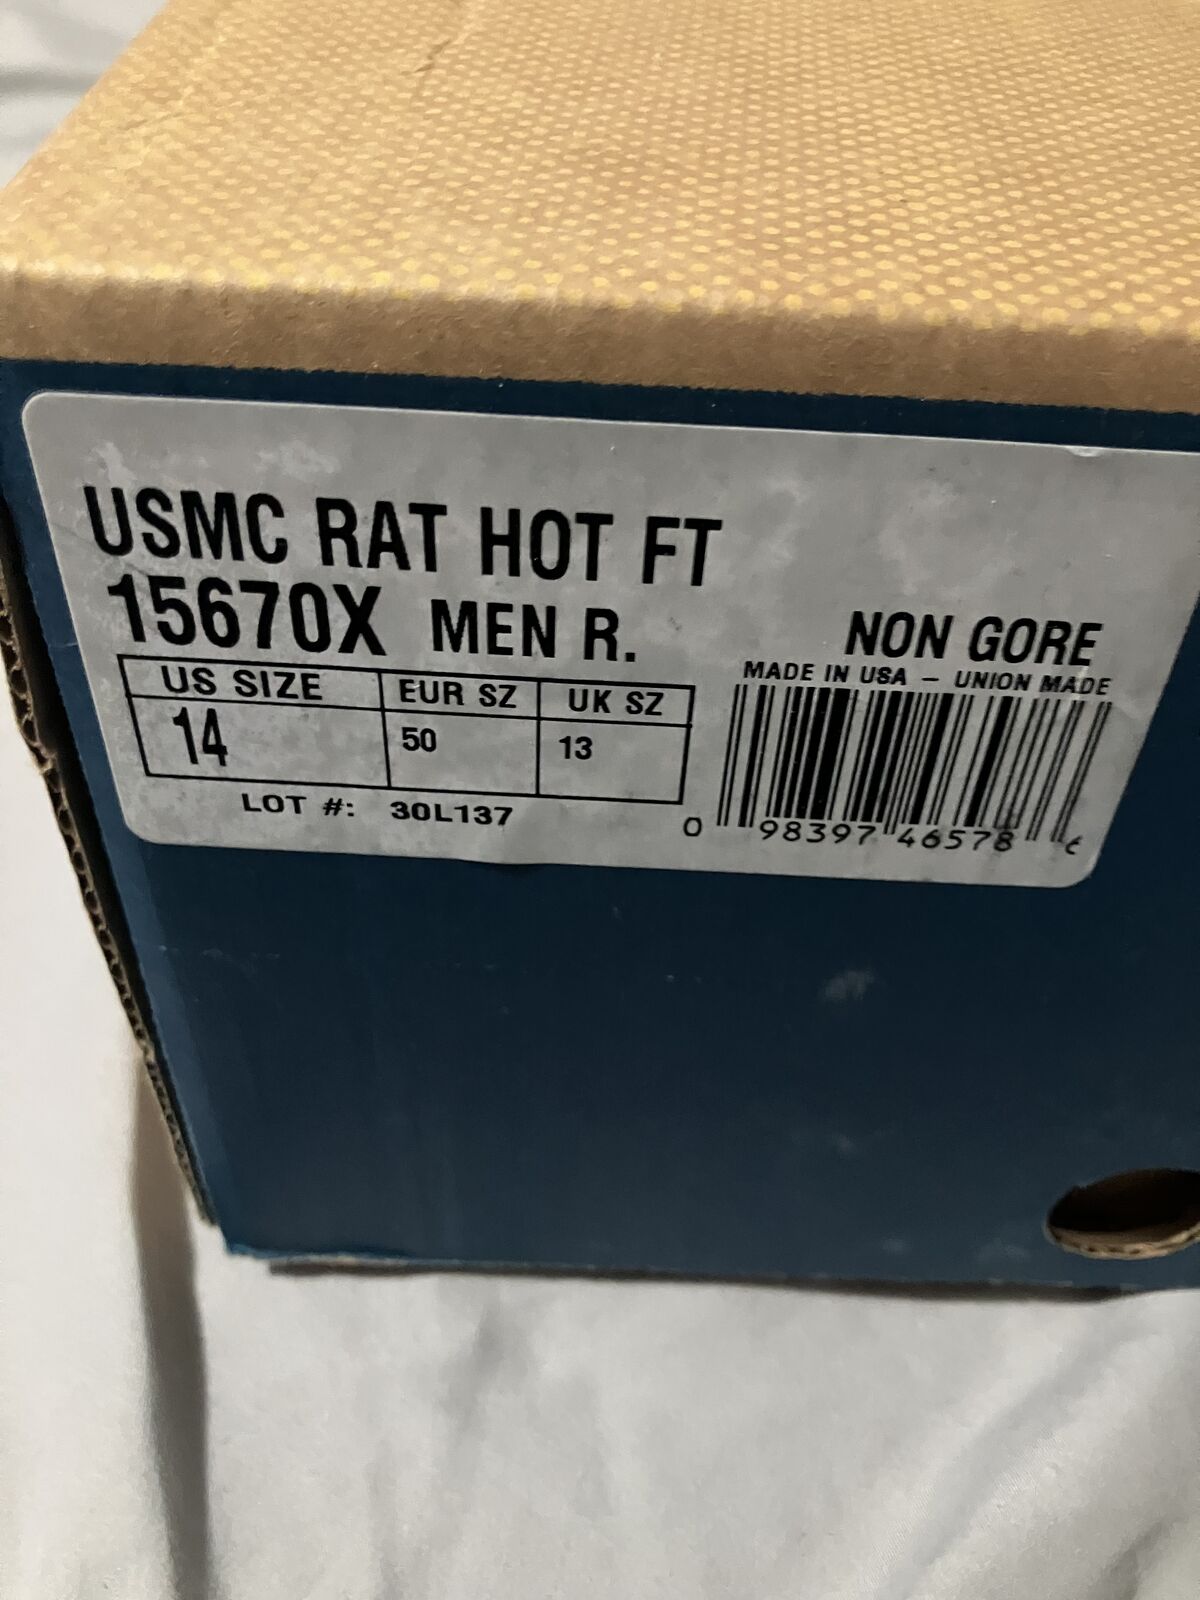 USMC RAT HOT FT
15670X MEN R.
NON GORE
MADE IN USA – UNION MADE
US SIZE EUR SZ UK SZ
14 50 13
LOT #: 30L137
0 98397 46578